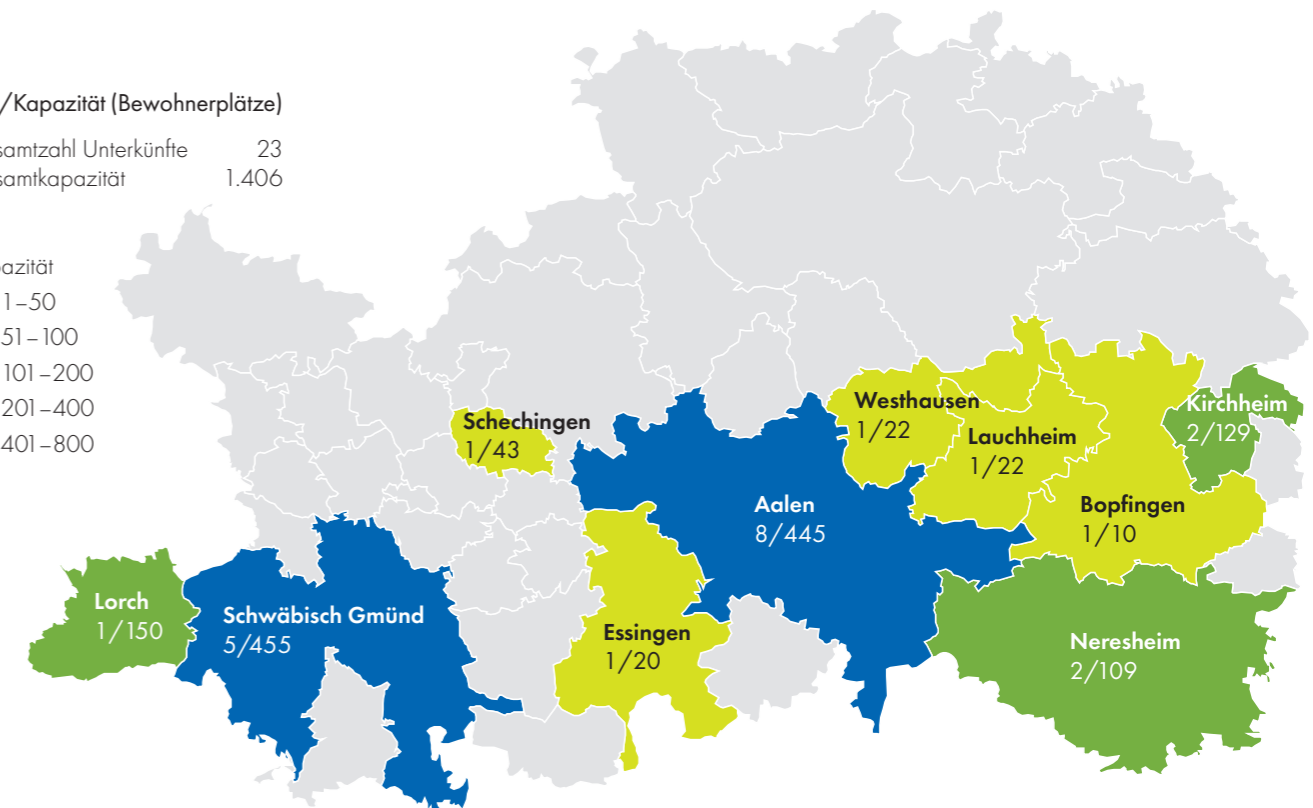 /Kapazität (Bewohnerplätze)
samtzahl Unterkünfte 23
samtkapazität 1.406
pazität
1–50
51–100
101–200
201–400
401–800
Schechingen
1/43
Westhausen
1/22
Lauchheim
1/22
Kirchheim
2/129
Aalen
8/445
Bopfingen
1/10
Lorch
1/150
Schwäbisch Gmünd
5/455
Essingen
1/20
Neresheim
2/109